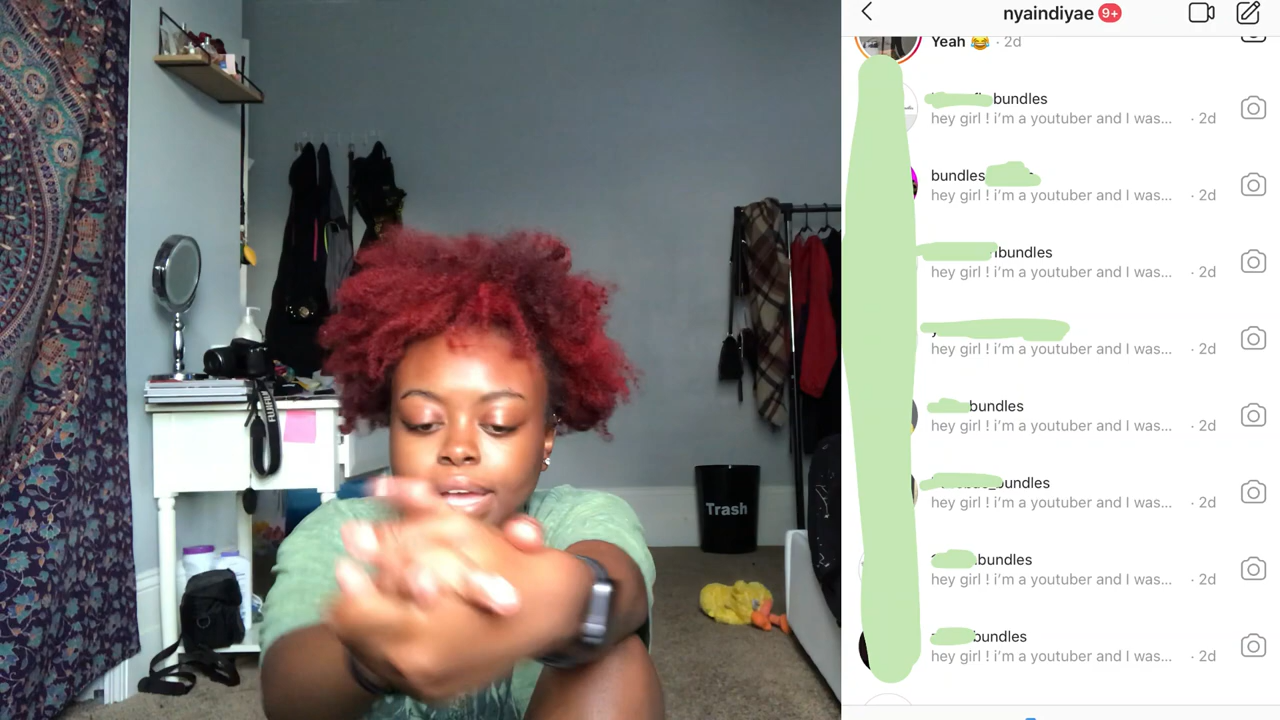 FUJIFILM
Trash
nyaindiyae 9+
Yeah 😂 · 2d
bundles
hey girl ! i'm a youtuber and I was... · 2d
bundles
hey girl ! i'm a youtuber and I was... · 2d
bundles
hey girl ! i'm a youtuber and I was... · 2d
hey girl ! i'm a youtuber and I was... · 2d
bundles
hey girl ! i'm a youtuber and I was... · 2d
bundles
hey girl ! i'm a youtuber and I was... · 2d
.bundles
hey girl ! i'm a youtuber and I was... · 2d
bundles
hey girl ! i'm a youtuber and I was... · 2d